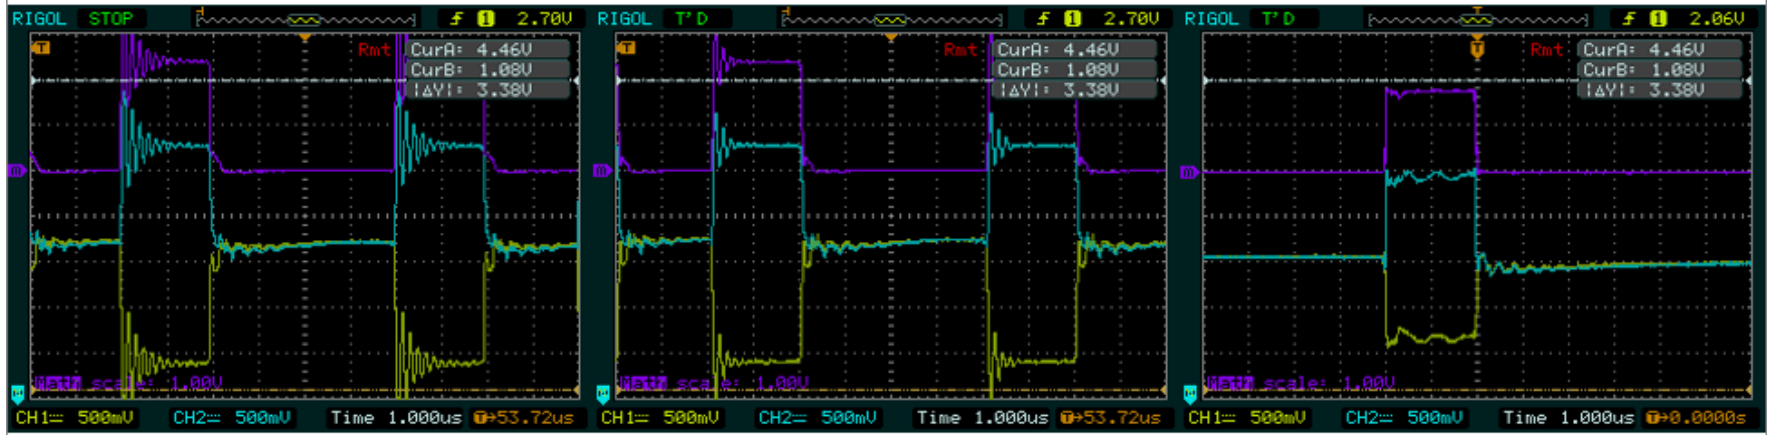 RIGOL STOP 1 2.70V
T Rmt CurA: 4.46V
CurB: 1.08V
|ΔY|: 3.38V
Math scale: 1.00V
CH1 500mV CH2 500mV Time 1.000us T→53.72us
RIGOL T'D 1 2.70V
T Rmt CurA: 4.46V
CurB: 1.08V
|ΔY|: 3.38V
Math scale: 1.00V
CH1 500mV CH2 500mV Time 1.000us T→53.72us
RIGOL T'D 1 2.06V
T Rmt CurA: 4.46V
CurB: 1.08V
|ΔY|: 3.38V
Math scale: 1.00V
CH1 500mV CH2 500mV Time 1.000us T→0.0000s